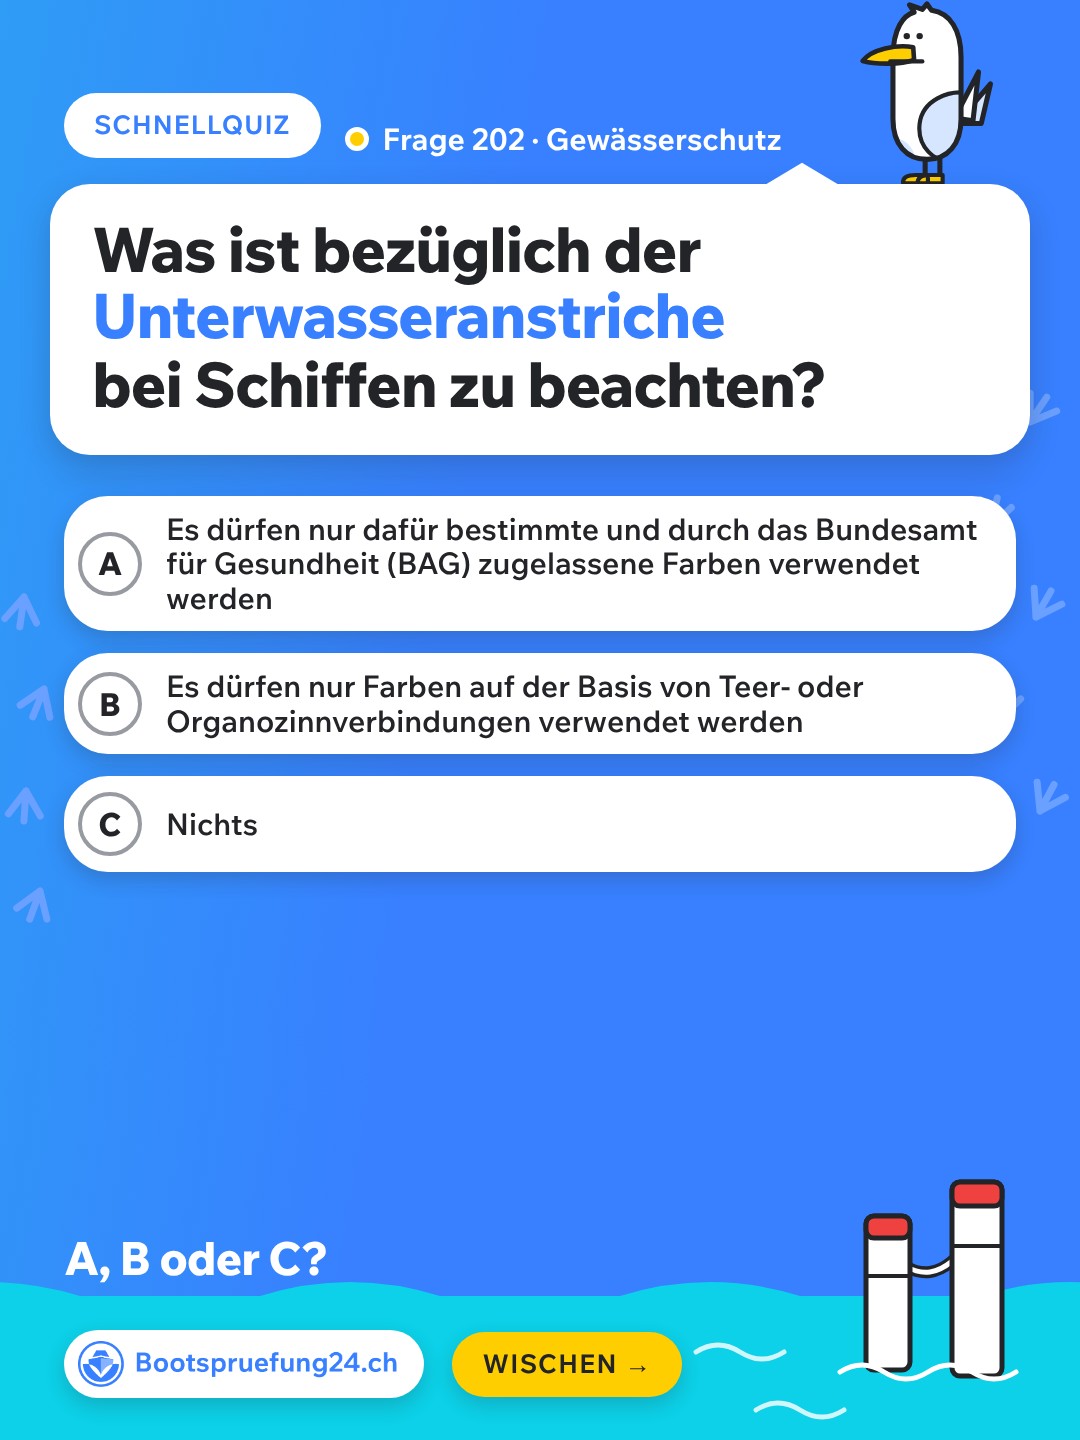 SCHNELLQUIZ
Frage 202 · Gewässerschutz
Was ist bezüglich der
Unterwasseranstriche
bei Schiffen zu beachten?
A
Es dürfen nur dafür bestimmte und durch das Bundesamt
für Gesundheit (BAG) zugelassene Farben verwendet
werden
B
Es dürfen nur Farben auf der Basis von Teer- oder
Organozinnverbindungen verwendet werden
C
Nichts
A, B oder C?
Bootspruefung24.ch
WISCHEN →